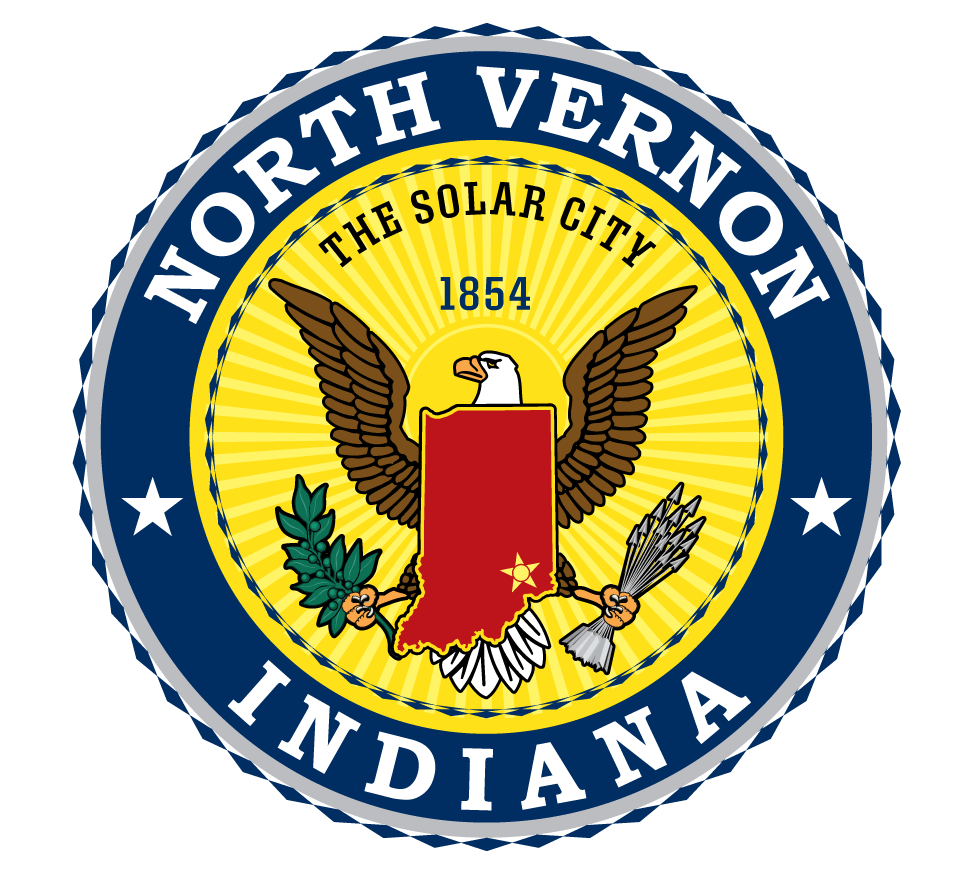 NORTH VERNON
THE SOLAR CITY
1854
INDIANA